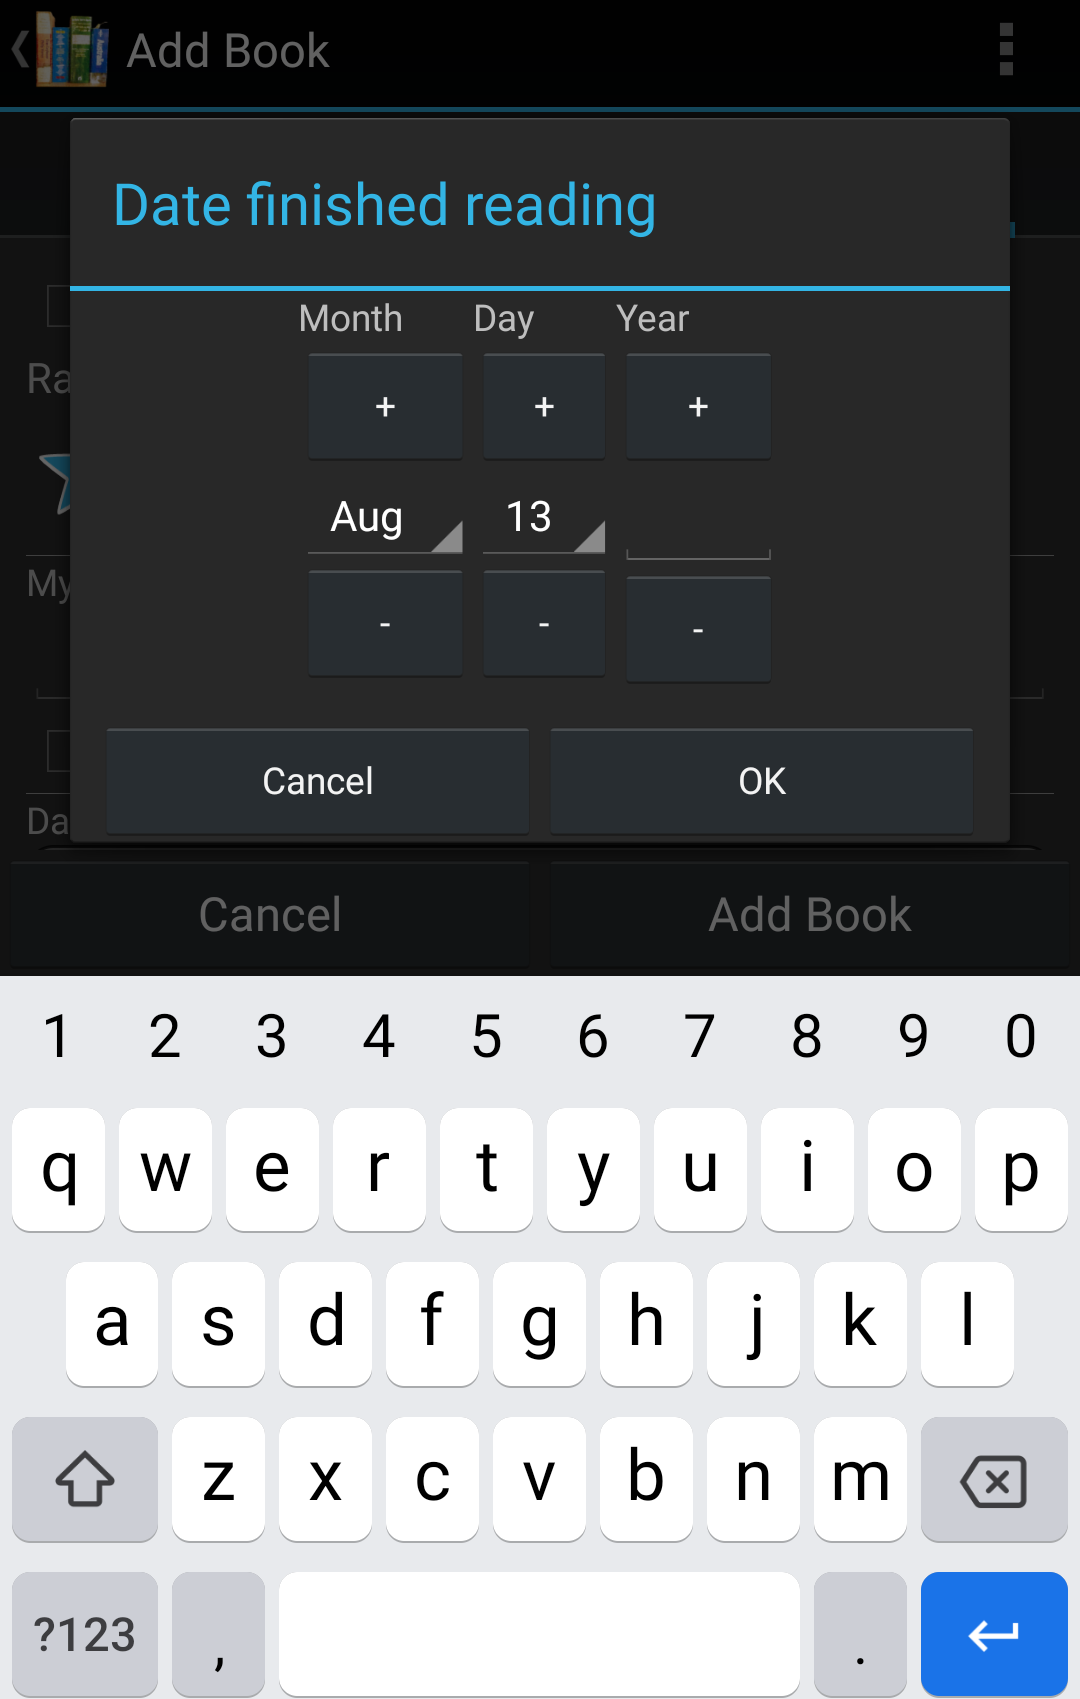 Add Book
Date finished reading
Month Day Year
+ + +
Aug 13
- - -
Cancel OK
Ra
My
Da
Cancel Add Book
1 2 3 4 5 6 7 8 9 0
q w e r t y u i o p
a s d f g h j k l
z x c v b n m
?123 , .